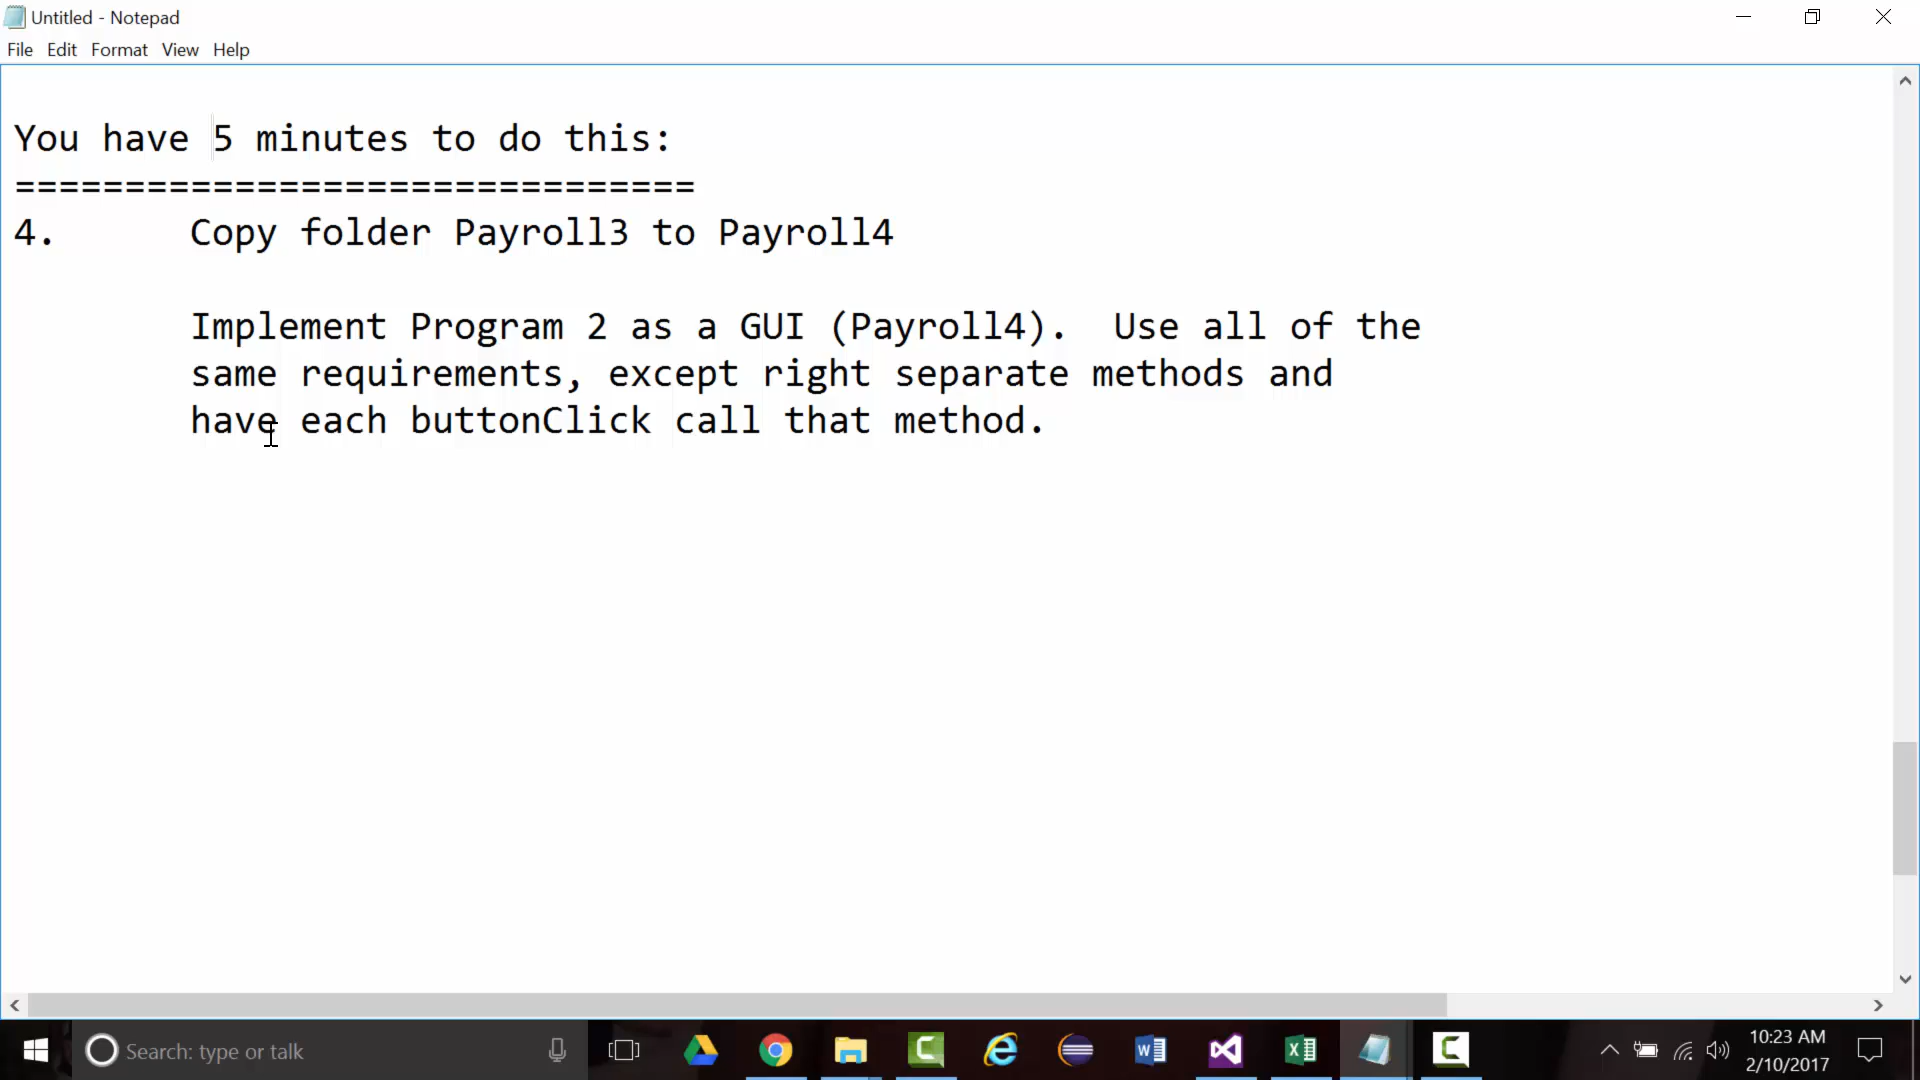 Untitled - Notepad
File Edit Format View Help
You have 5 minutes to do this:
===============================
4. Copy folder Payroll3 to Payroll4
Implement Program 2 as a GUI (Payroll4). Use all of the
same requirements, except right separate methods and
have each buttonClick call that method.
Search: type or talk
10:23 AM
2/10/2017